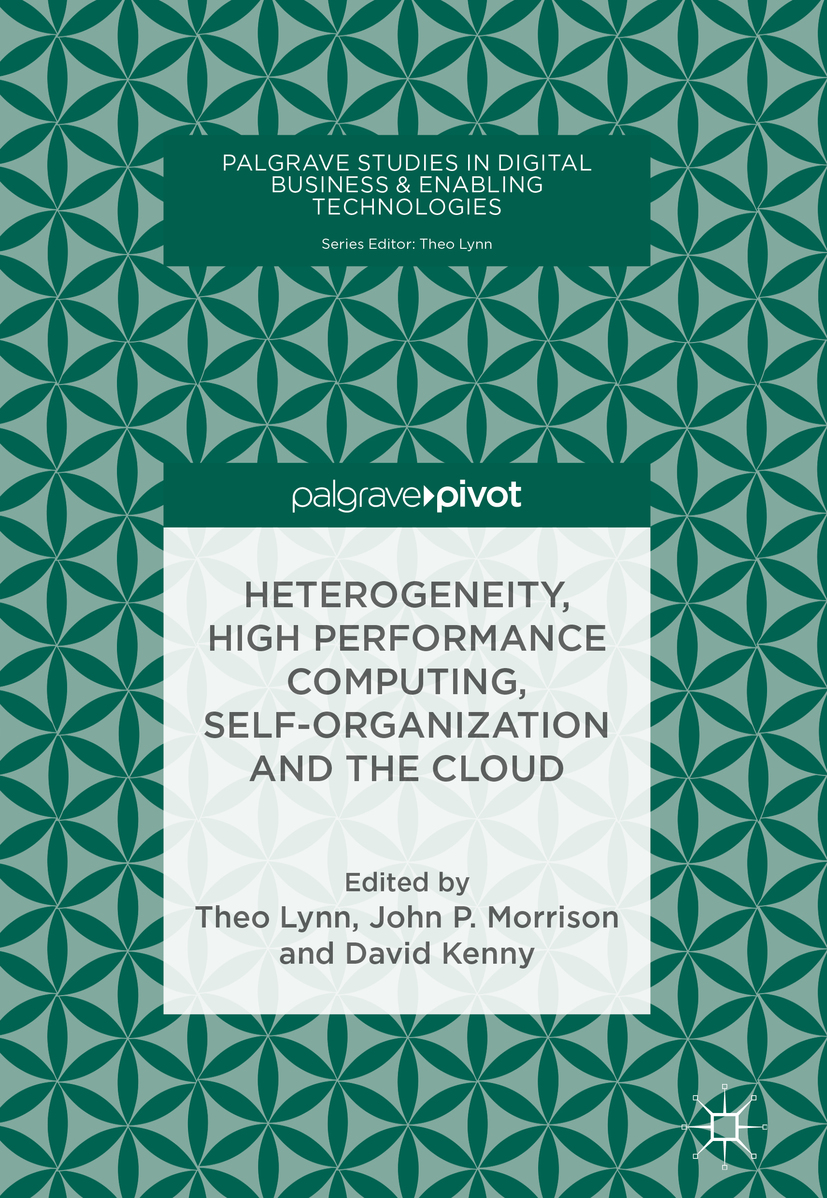 PALGRAVE STUDIES IN DIGITAL
BUSINESS & ENABLING
TECHNOLOGIES
Series Editor: Theo Lynn
palgrave pivot
HETEROGENEITY,
HIGH PERFORMANCE
COMPUTING,
SELF-ORGANIZATION
AND THE CLOUD
Edited by
Theo Lynn, John P. Morrison
and David Kenny